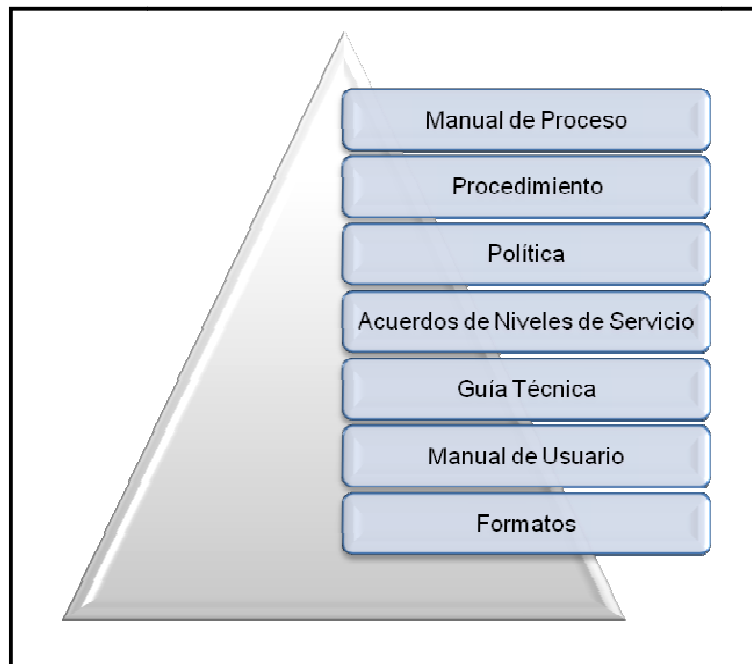 Manual de Proceso
Procedimiento
Política
Acuerdos de Niveles de Servicio
Guía Técnica
Manual de Usuario
Formatos